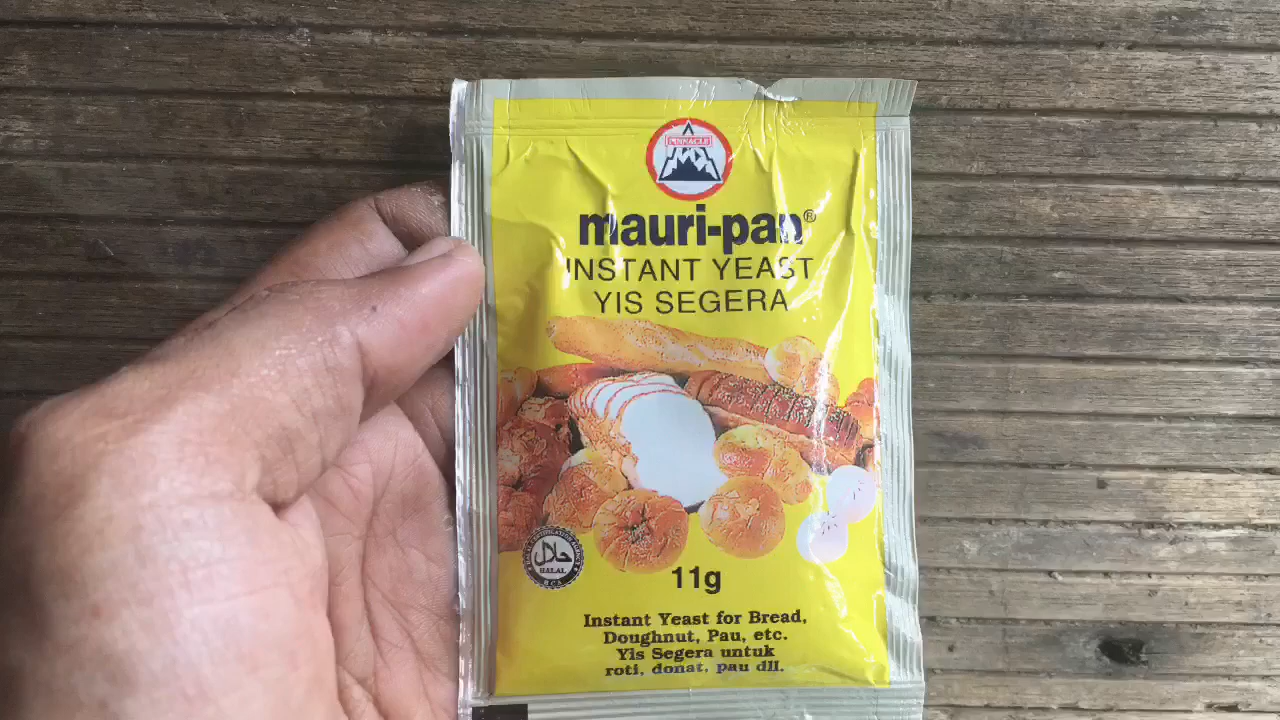 PINNACLE
mauri-pan®
INSTANT YEAST
YIS SEGERA
حلال
HALAL
11g
Instant Yeast for Bread,
Doughnut, Pau, etc.
Yis Segera untuk
roti, donat, pau dll.